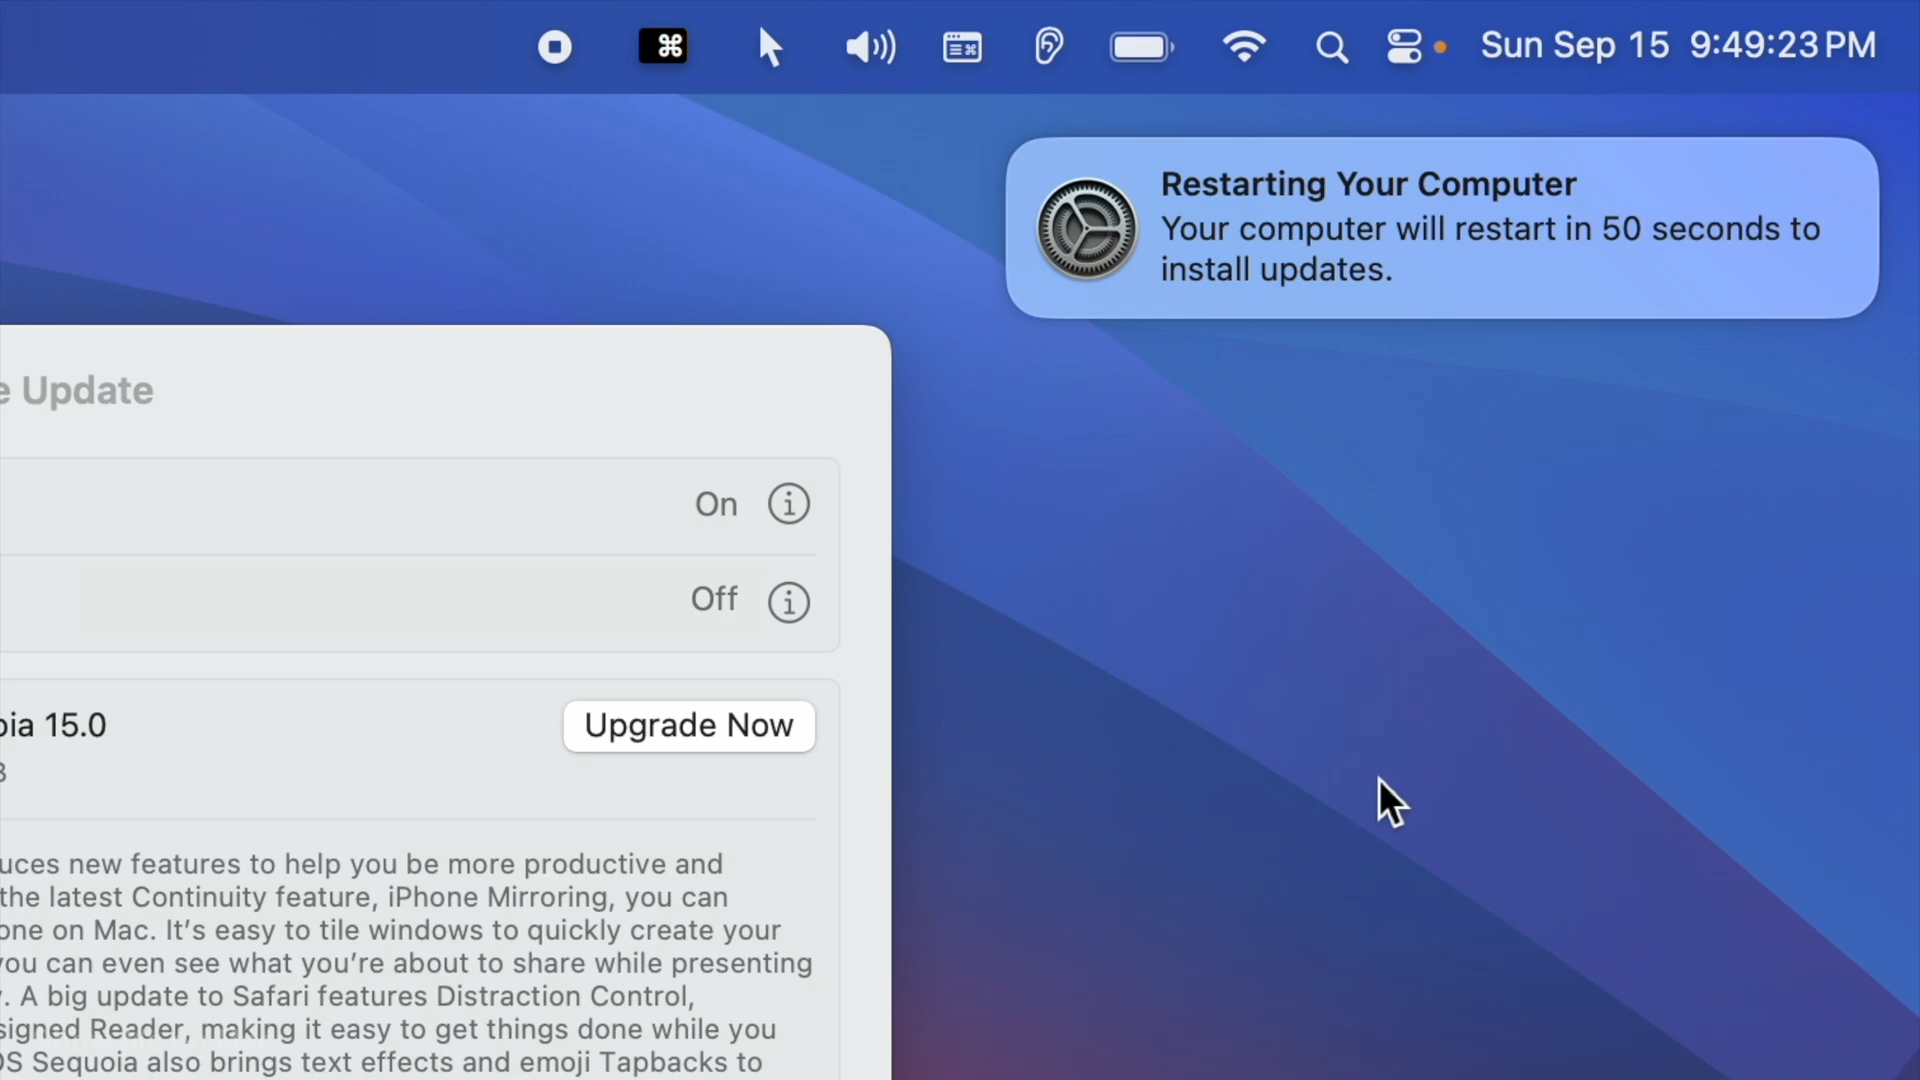 Sun Sep 15 9:49:23 PM
Restarting Your Computer
Your computer will restart in 50 seconds to
install updates.
e Update
On
Off
oia 15.0
Upgrade Now
B
uces new features to help you be more productive and
the latest Continuity feature, iPhone Mirroring, you can
one on Mac. It’s easy to tile windows to quickly create your
you can even see what you’re about to share while presenting
. A big update to Safari features Distraction Control,
signed Reader, making it easy to get things done while you
OS Sequoia also brings text effects and emoji Tapbacks to